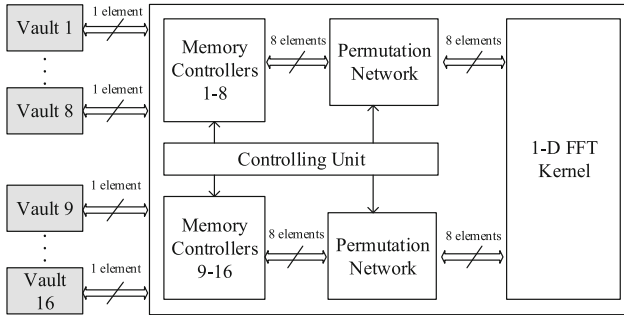 Vault 1
1 element
Vault 8
1 element
Vault 9
1 element
Vault
16
1 element
Memory
Controllers
1-8
8 elements
Permutation
Network
8 elements
Controlling Unit
Memory
Controllers
9-16
8 elements
Permutation
Network
8 elements
1-D FFT
Kernel